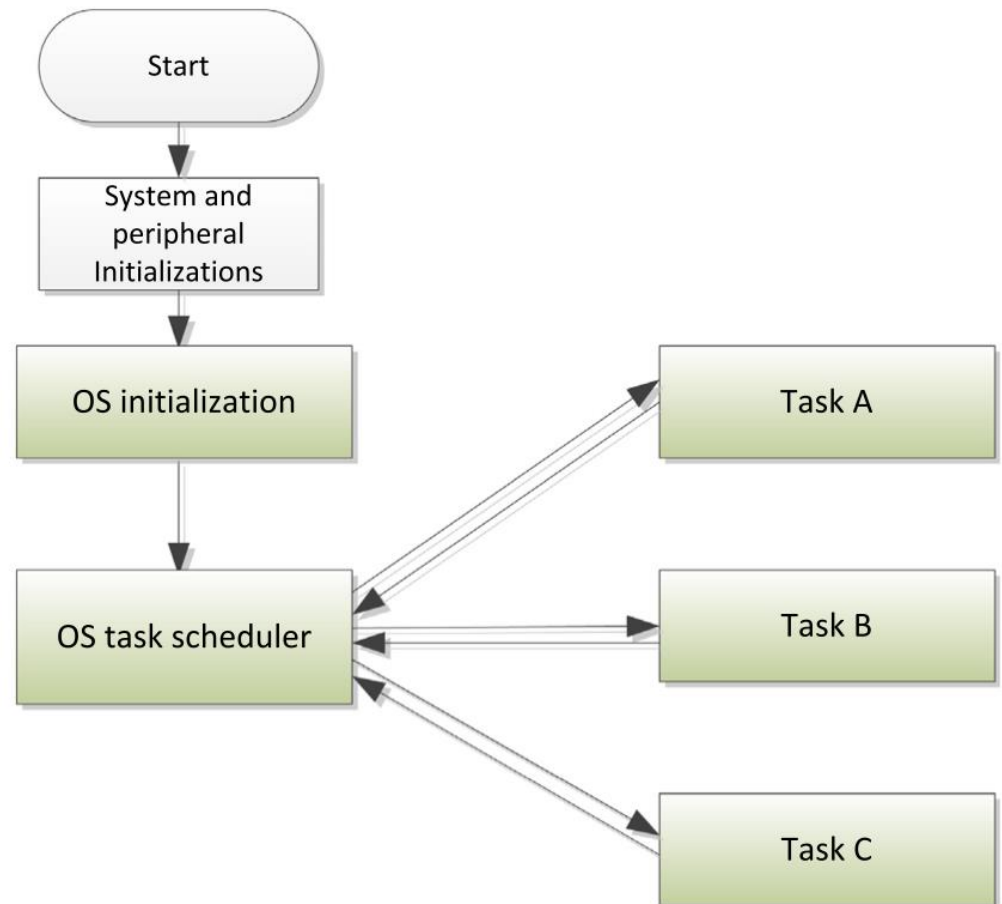 Start
System and
peripheral
Initializations
OS initialization
OS task scheduler
Task A
Task B
Task C